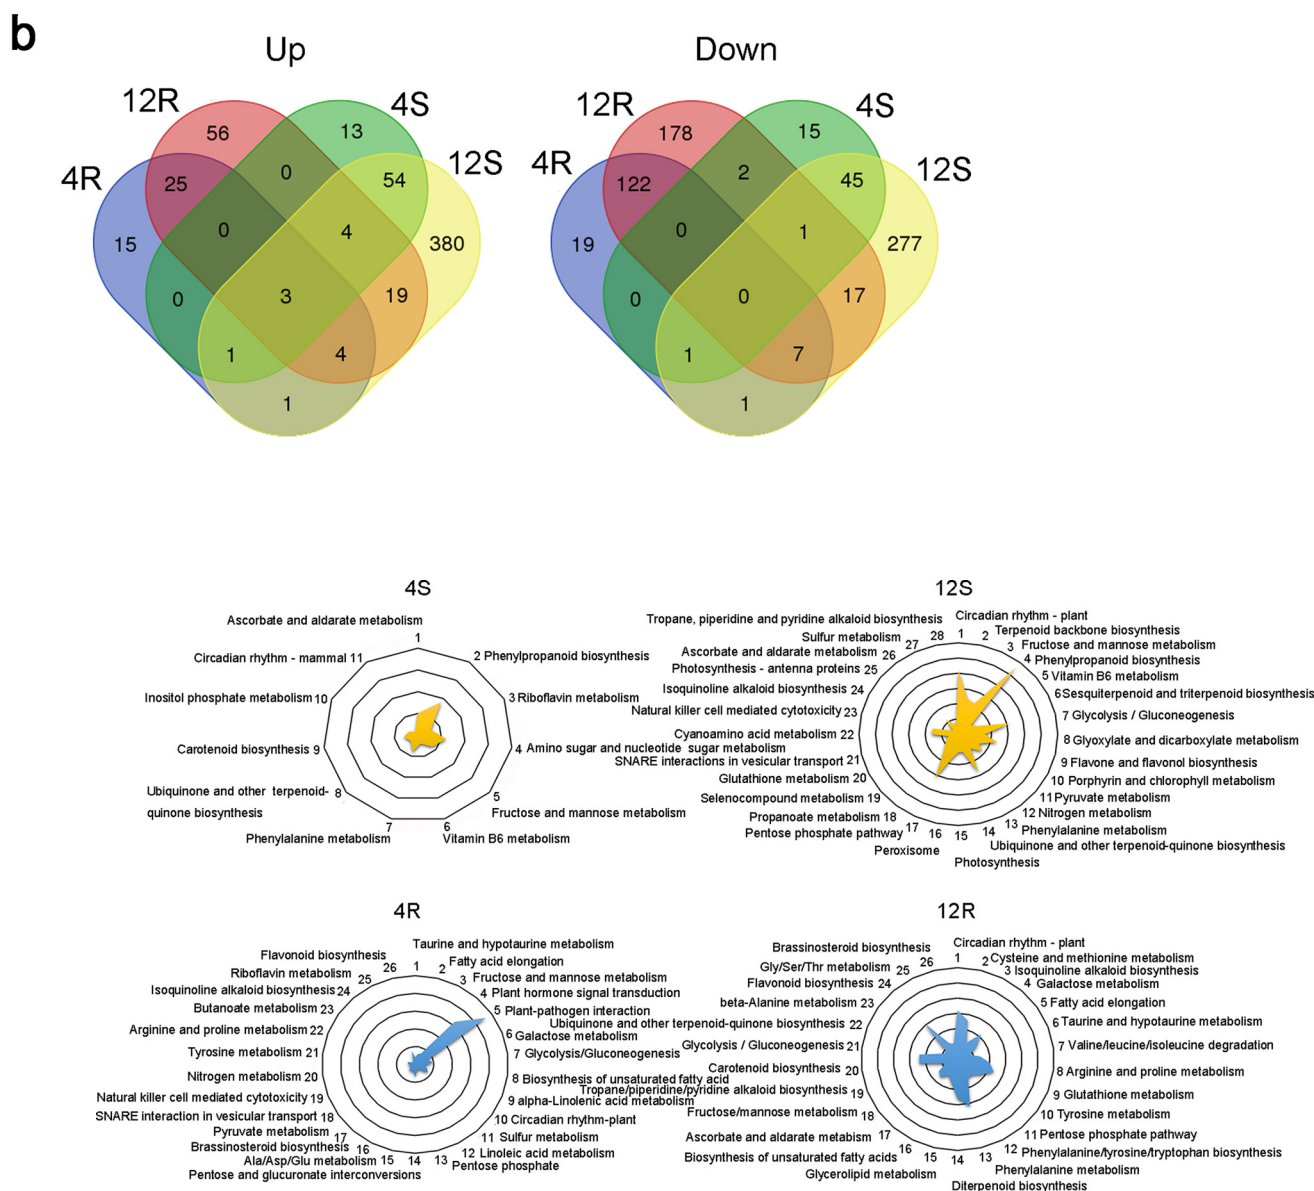 b
Up
Down
12R
4S
4R
12S
56
13
25
0
54
15
0
4
380
0
3
19
1
4
1
12R
4S
4R
12S
178
15
122
2
45
19
0
1
277
0
0
17
1
7
1
4S
Ascorbate and aldarate metabolism
1
2 Phenylpropanoid biosynthesis
3 Riboflavin metabolism
4 Amino sugar and nucleotide sugar metabolism
5
Fructose and mannose metabolism
6
Vitamin B6 metabolism
7
Phenylalanine metabolism
Ubiquinone and other terpenoid- 8
quinone biosynthesis
Carotenoid biosynthesis 9
Inositol phosphate metabolism 10
Circadian rhythm - mammal 11
12S
Circadian rhythm - plant
1
2 Terpenoid backbone biosynthesis
3 Fructose and mannose metabolism
4 Phenylpropanoid biosynthesis
5 Vitamin B6 metabolism
6 Sesquiterpenoid and triterpenoid biosynthesis
7 Glycolysis / Gluconeogenesis
8 Glyoxylate and dicarboxylate metabolism
9 Flavone and flavonol biosynthesis
10 Porphyrin and chlorophyll metabolism
11 Pyruvate metabolism
12 Nitrogen metabolism
13 Phenylalanine metabolism
14 Ubiquinone and other terpenoid-quinone biosynthesis
15
Photosynthesis
16
Peroxisome
Pentose phosphate pathway 17
Propanoate metabolism 18
Selenocompound metabolism 19
Glutathione metabolism 20
SNARE interactions in vesicular transport 21
Cyanoamino acid metabolism 22
Natural killer cell mediated cytotoxicity 23
Isoquinoline alkaloid biosynthesis 24
Photosynthesis - antenna proteins 25
Ascorbate and aldarate metabolism 26
Sulfur metabolism 27
Tropane, piperidine and pyridine alkaloid biosynthesis
28
4R
Taurine and hypotaurine metabolism
1
2 Fatty acid elongation
3 Fructose and mannose metabolism
4 Plant hormone signal transduction
5 Plant-pathogen interaction
6 Galactose metabolism
7 Glycolysis/Gluconeogenesis
8 Biosynthesis of unsaturated fatty acid
9 alpha-Linolenic acid metabolism
10 Circadian rhythm-plant
11 Sulfur metabolism
12 Linoleic acid metabolism
13 Pentose phosphate
14
Pentose and glucuronate interconversions
Ala/Asp/Glu metabolism 15
Brassinosteroid biosynthesis 16
Pyruvate metabolism 17
SNARE interaction in vesicular transport 18
Natural killer cell mediated cytotoxicity 19
Nitrogen metabolism 20
Tyrosine metabolism 21
Arginine and proline metabolism 22
Butanoate metabolism 23
Isoquinoline alkaloid biosynthesis 24
Riboflavin metabolism 25
Flavonoid biosynthesis 26
12R
Circadian rhythm - plant
1
2 Cysteine and methionine metabolism
3 Isoquinoline alkaloid biosynthesis
4 Galactose metabolism
5 Fatty acid elongation
6 Taurine and hypotaurine metabolism
7 Valine/leucine/isoleucine degradation
8 Arginine and proline metabolism
9 Glutathione metabolism
10 Tyrosine metabolism
11 Pentose phosphate pathway
12 Phenylalanine/tyrosine/tryptophan biosynthesis
13
Phenylalanine metabolism
14
Diterpenoid biosynthesis
15
Glycerolipid metabolism
Biosynthesis of unsaturated fatty acids 16
Ascorbate and aldarate metabism 17
Fructose/mannose metabolism 18
Tropane/piperidine/pyridine alkaloid biosynthesis 19
Carotenoid biosynthesis 20
Glycolysis / Gluconeogenesis 21
Ubiquinone and other terpenoid-quinone biosynthesis 22
beta-Alanine metabolism 23
Flavonoid biosynthesis 24
Gly/Ser/Thr metabolism 25
Brassinosteroid biosynthesis
26